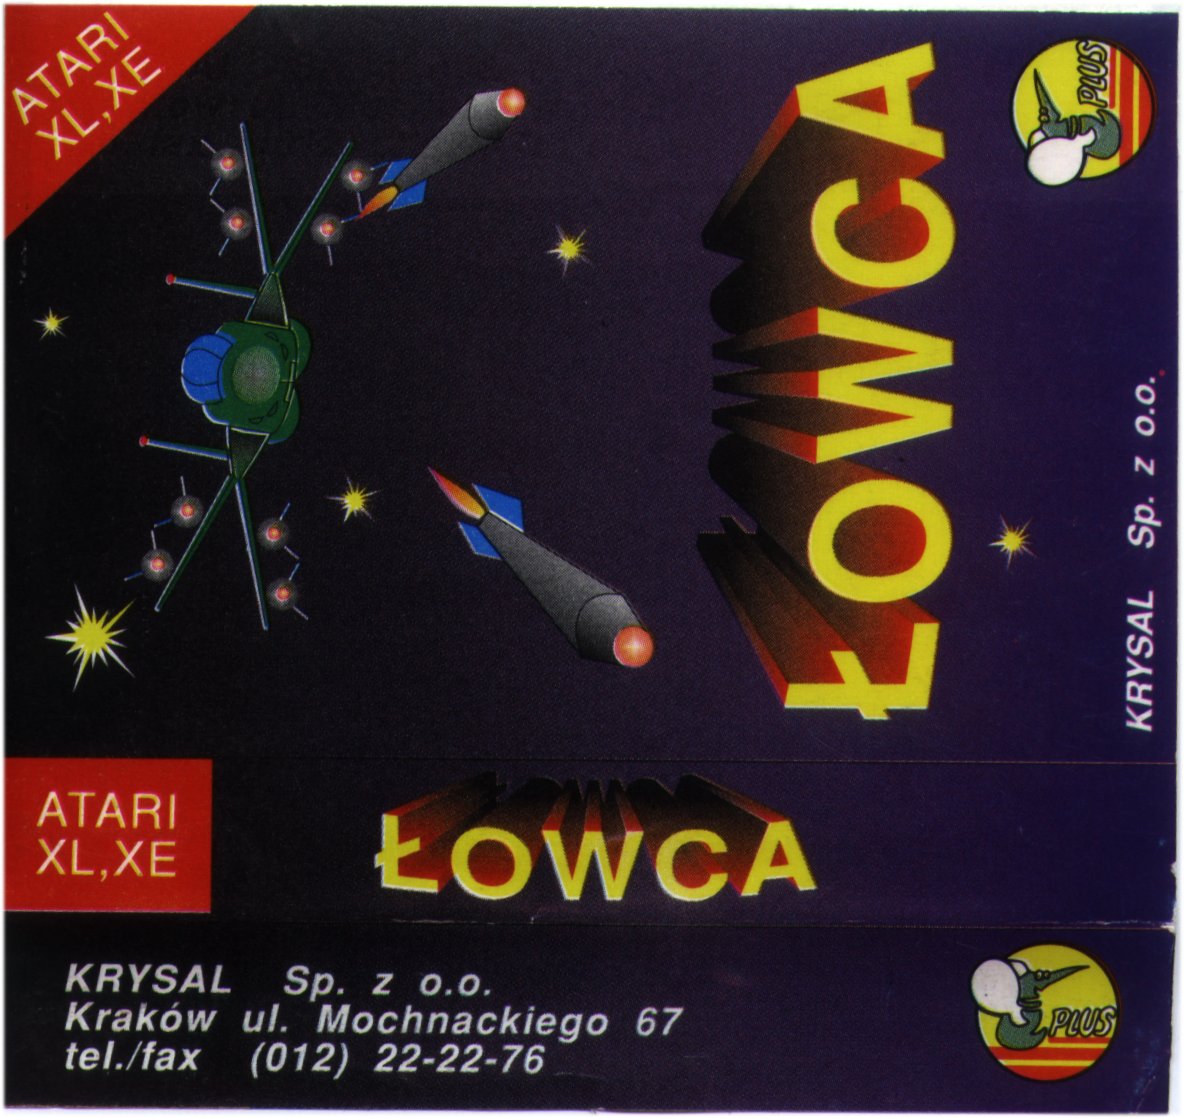 ATARI
XL,XE
ŁOWCA
PLUS
KRYSAL Sp. z o.o.
ATARI
XL,XE
ŁOWCA
KRYSAL Sp. z o.o.
Kraków ul. Mochnackiego 67
tel./fax (012) 22-22-76
PLUS